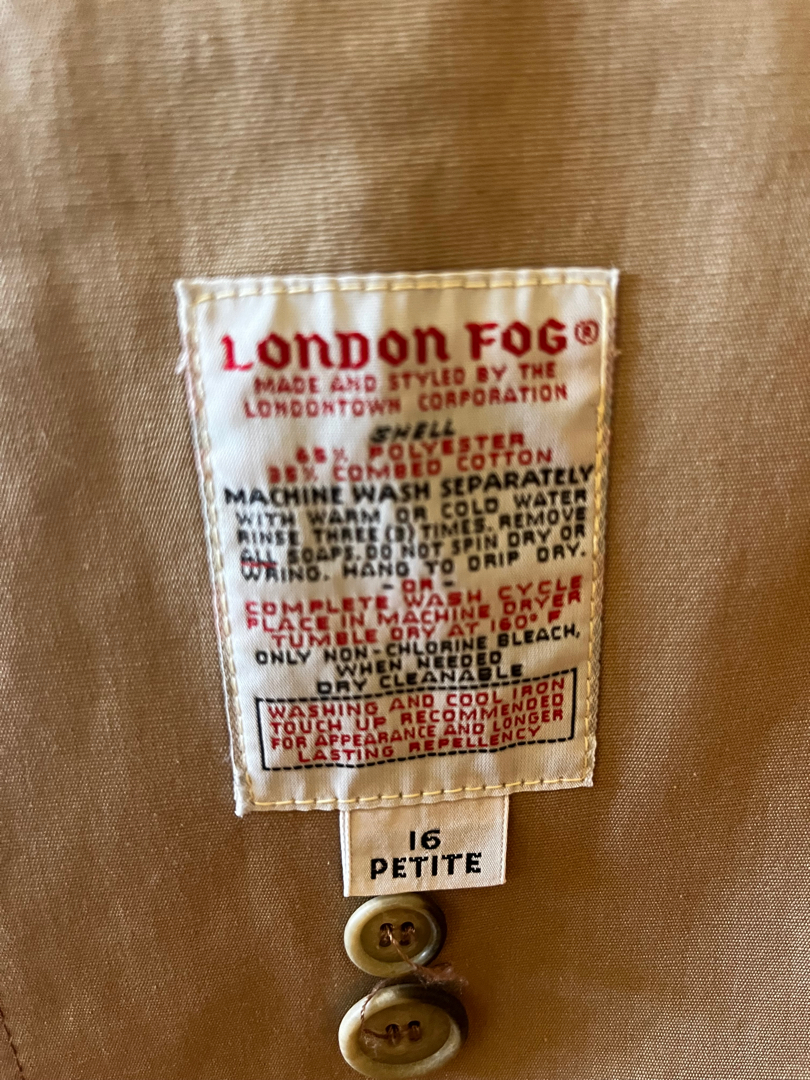 LONDON FOG®
MADE AND STYLED BY THE
LONDONTOWN CORPORATION
SHELL
65% POLYESTER
35% COMBED COTTON
MACHINE WASH SEPARATELY
WITH WARM OR COLD WATER
RINSE THREE (3) TIMES. REMOVE
ALL SOAPS. DO NOT SPIN DRY OR
WRING. HANG TO DRIP DRY.
- OR -
COMPLETE WASH CYCLE
PLACE IN MACHINE DRYER
TUMBLE DRY AT 160° F
ONLY NON-CHLORINE BLEACH,
WHEN NEEDED
DRY CLEANABLE
WASHING AND COOL IRON
TOUCH UP RECOMMENDED
FOR APPEARANCE AND LONGER
LASTING REPELLENCY
16
PETITE